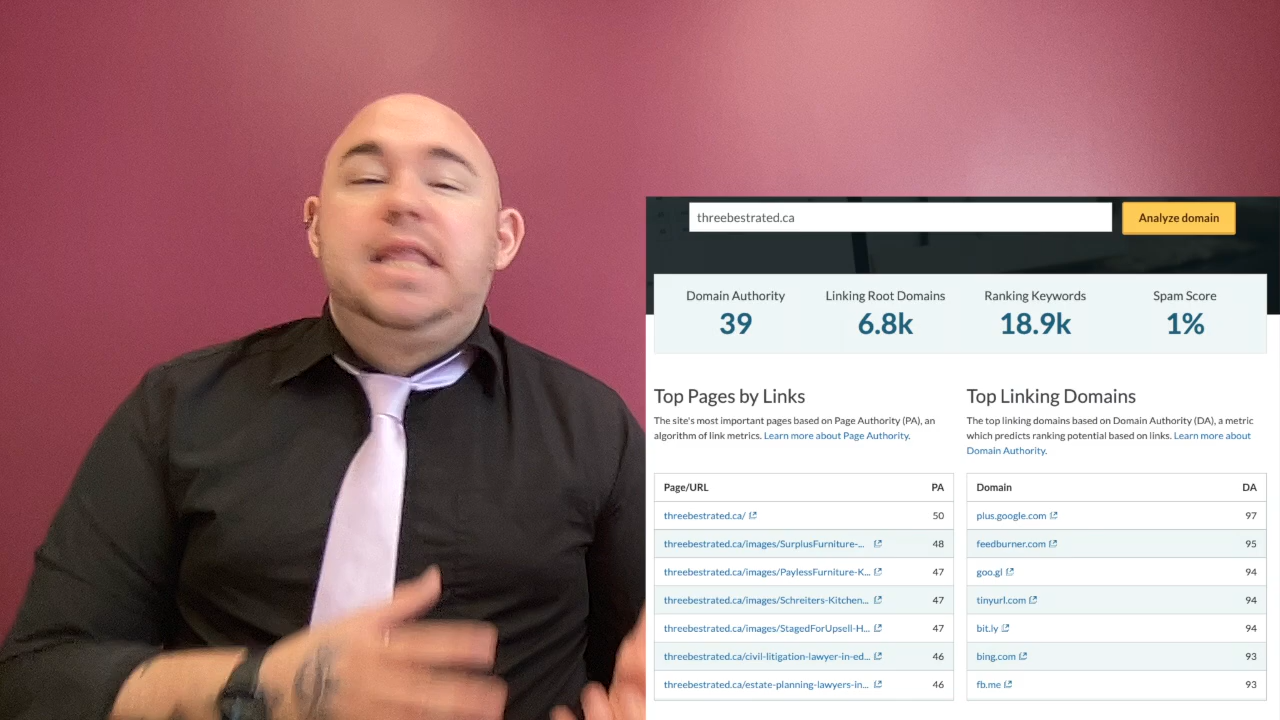 threebestrated.ca
Analyze domain
Domain Authority
39
Linking Root Domains
6.8k
Ranking Keywords
18.9k
Spam Score
1%
Top Pages by Links
The site's most important pages based on Page Authority (PA), an
algorithm of link metrics. Learn more about Page Authority.
Page/URL PA
threebestrated.ca/ 50
threebestrated.ca/images/SurplusFurniture-... 48
threebestrated.ca/images/PaylessFurniture-K... 47
threebestrated.ca/images/Schreiters-Kitchen... 47
threebestrated.ca/images/StagedForUpsell-H... 47
threebestrated.ca/civil-litigation-lawyer-in-ed... 46
threebestrated.ca/estate-planning-lawyers-in... 46
Top Linking Domains
The top linking domains based on Domain Authority (DA), a metric
which predicts ranking potential based on links. Learn more about
Domain Authority.
Domain DA
plus.google.com 97
feedburner.com 95
goo.gl 94
tinyurl.com 94
bit.ly 94
bing.com 93
fb.me 93